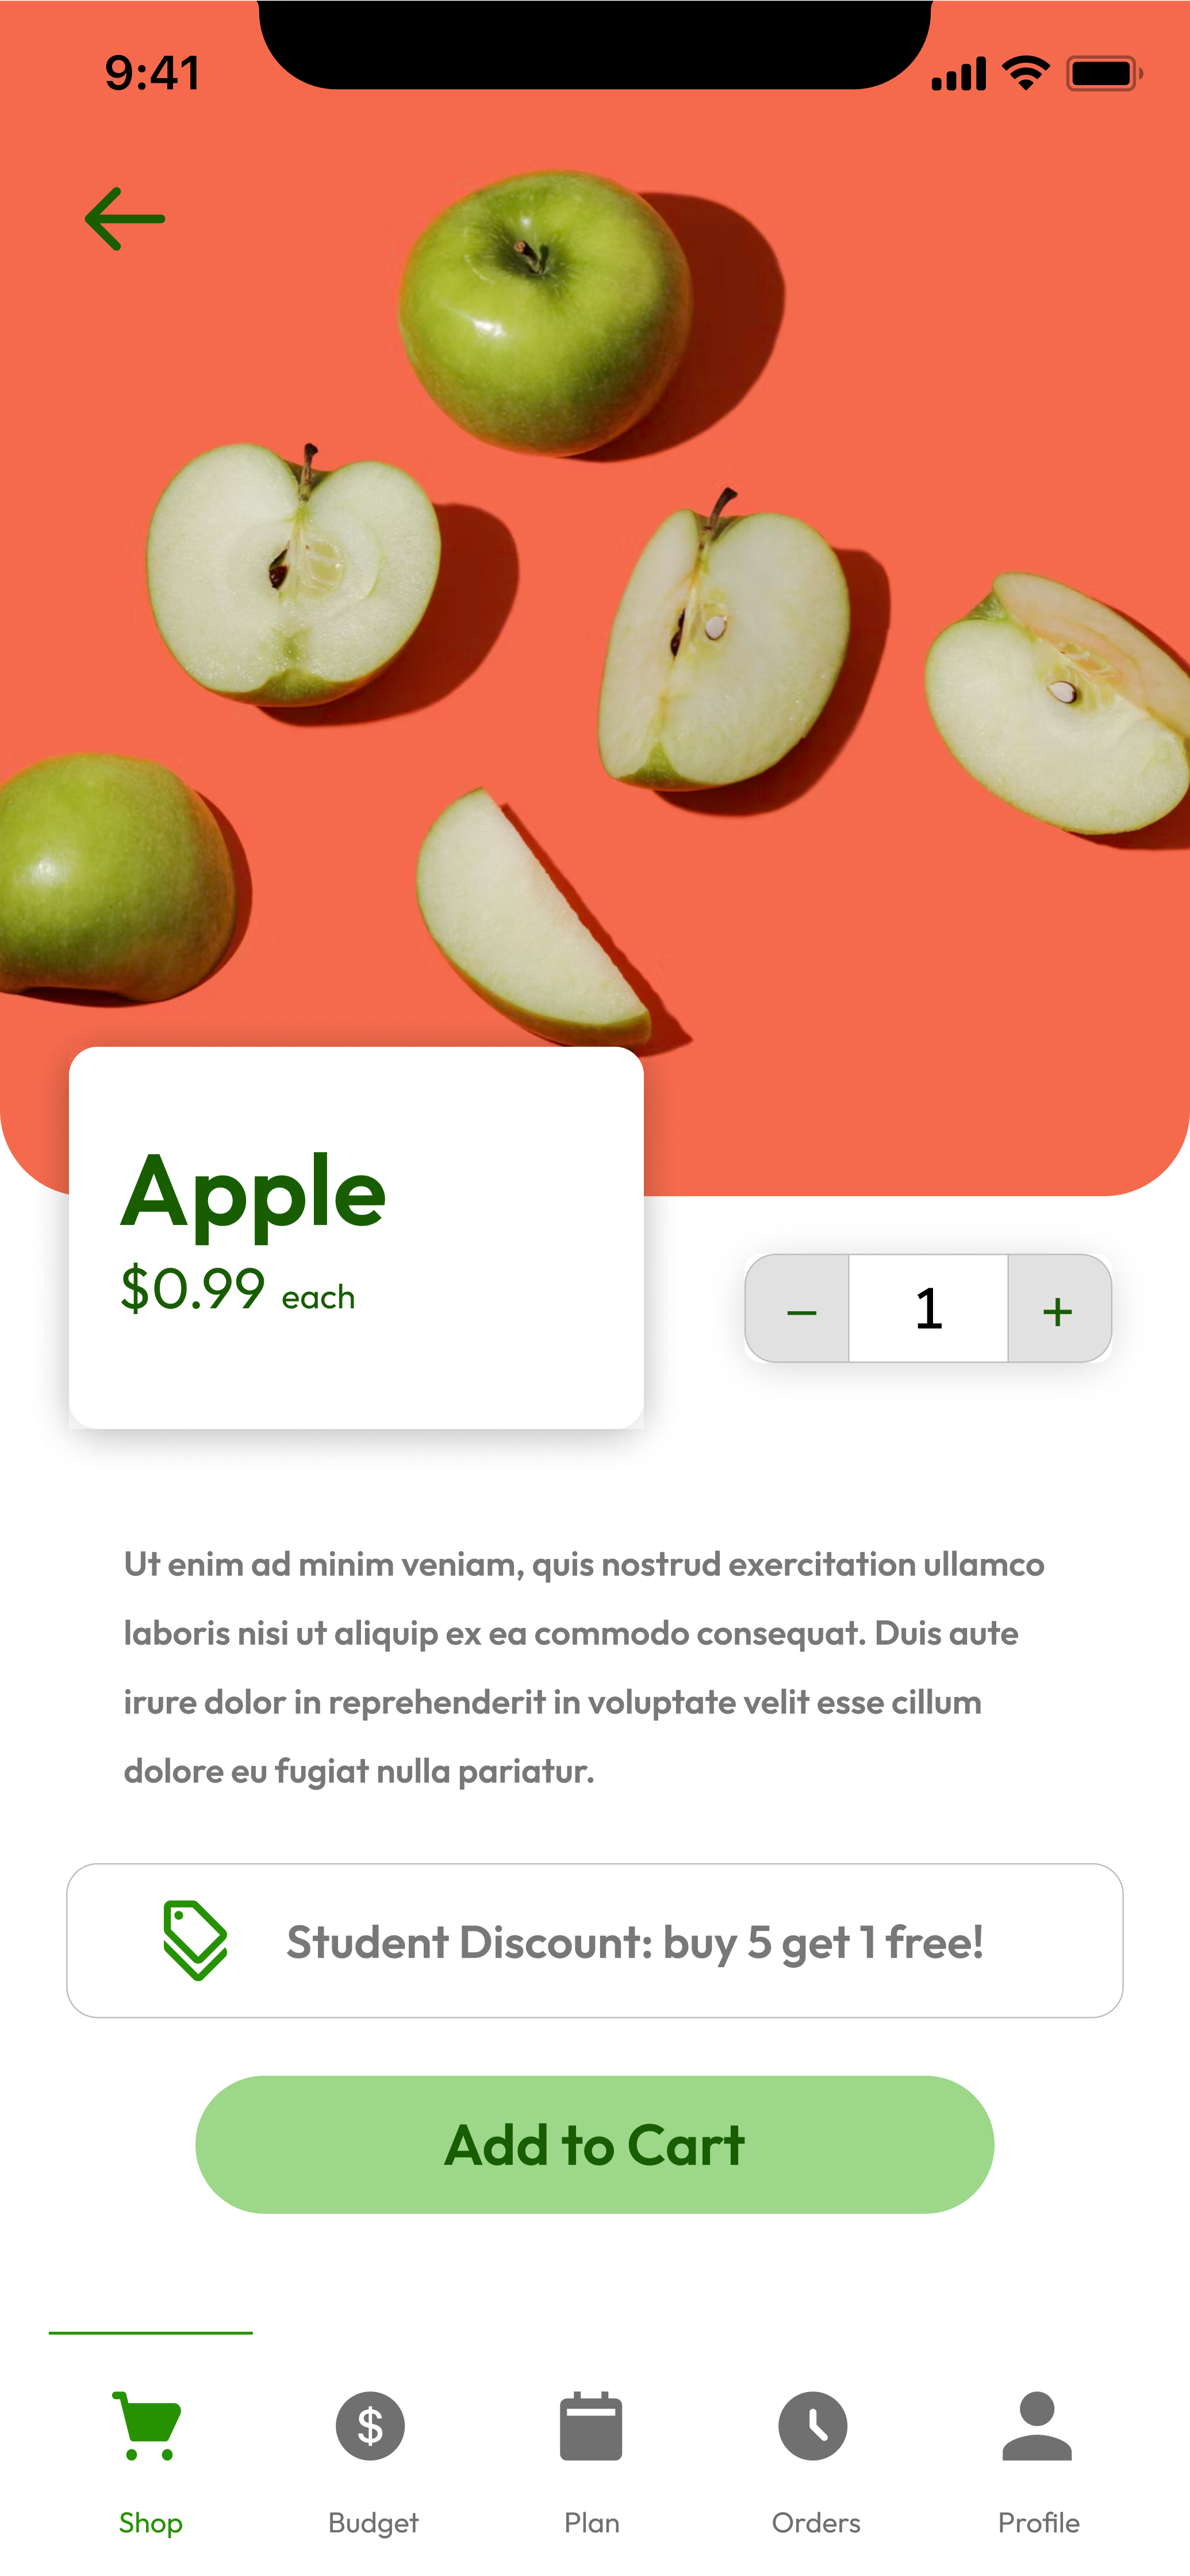 9:41
Apple
$0.99 each
– 1 +
Ut enim ad minim veniam, quis nostrud exercitation ullamco
laboris nisi ut aliquip ex ea commodo consequat. Duis aute
irure dolor in reprehenderit in voluptate velit esse cillum
dolore eu fugiat nulla pariatur.
Student Discount: buy 5 get 1 free!
Add to Cart
$
Shop Budget Plan Orders Profile